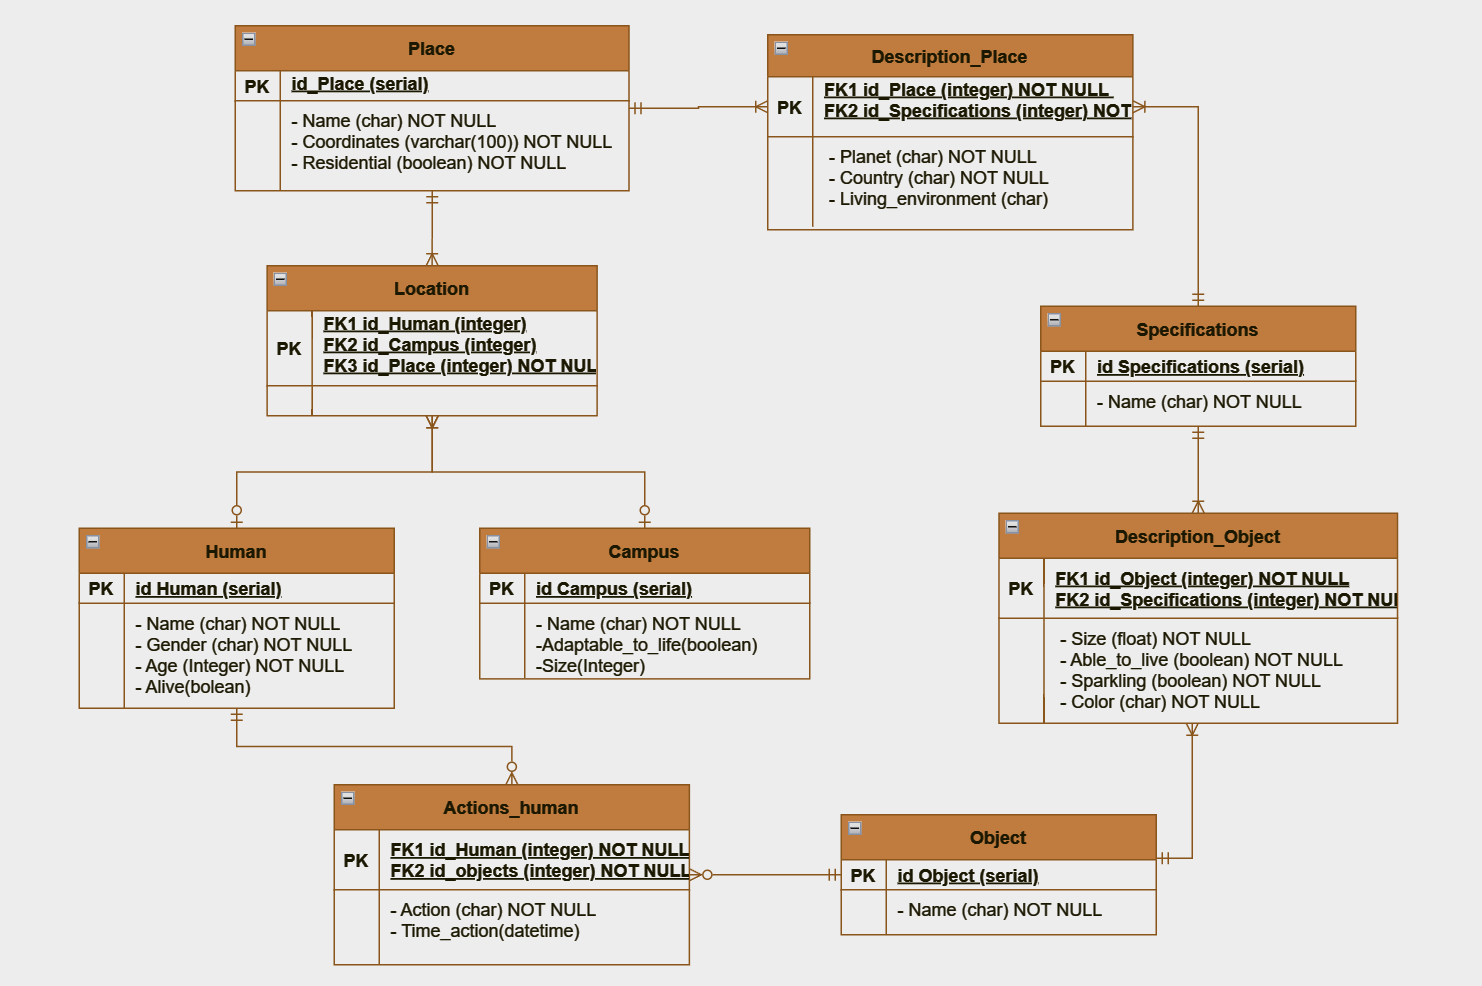 Place
PK id_Place (serial)
- Name (char) NOT NULL
- Coordinates (varchar(100)) NOT NULL
- Residential (boolean) NOT NULL
Description_Place
PK
FK1 id_Place (integer) NOT NULL
FK2 id_Specifications (integer) NOT
- Planet (char) NOT NULL
- Country (char) NOT NULL
- Living_environment (char)
Location
PK
FK1 id_Human (integer)
FK2 id_Campus (integer)
FK3 id_Place (integer) NOT NUL
Specifications
PK id Specifications (serial)
- Name (char) NOT NULL
Human
PK id Human (serial)
- Name (char) NOT NULL
- Gender (char) NOT NULL
- Age (Integer) NOT NULL
- Alive(bolean)
Campus
PK id Campus (serial)
- Name (char) NOT NULL
-Adaptable_to_life(boolean)
-Size(Integer)
Description_Object
PK
FK1 id_Object (integer) NOT NULL
FK2 id_Specifications (integer) NOT NUI
- Size (float) NOT NULL
- Able_to_live (boolean) NOT NULL
- Sparkling (boolean) NOT NULL
- Color (char) NOT NULL
Actions_human
PK
FK1 id_Human (integer) NOT NULL
FK2 id_objects (integer) NOT NULL
- Action (char) NOT NULL
- Time_action(datetime)
Object
PK id Object (serial)
- Name (char) NOT NULL